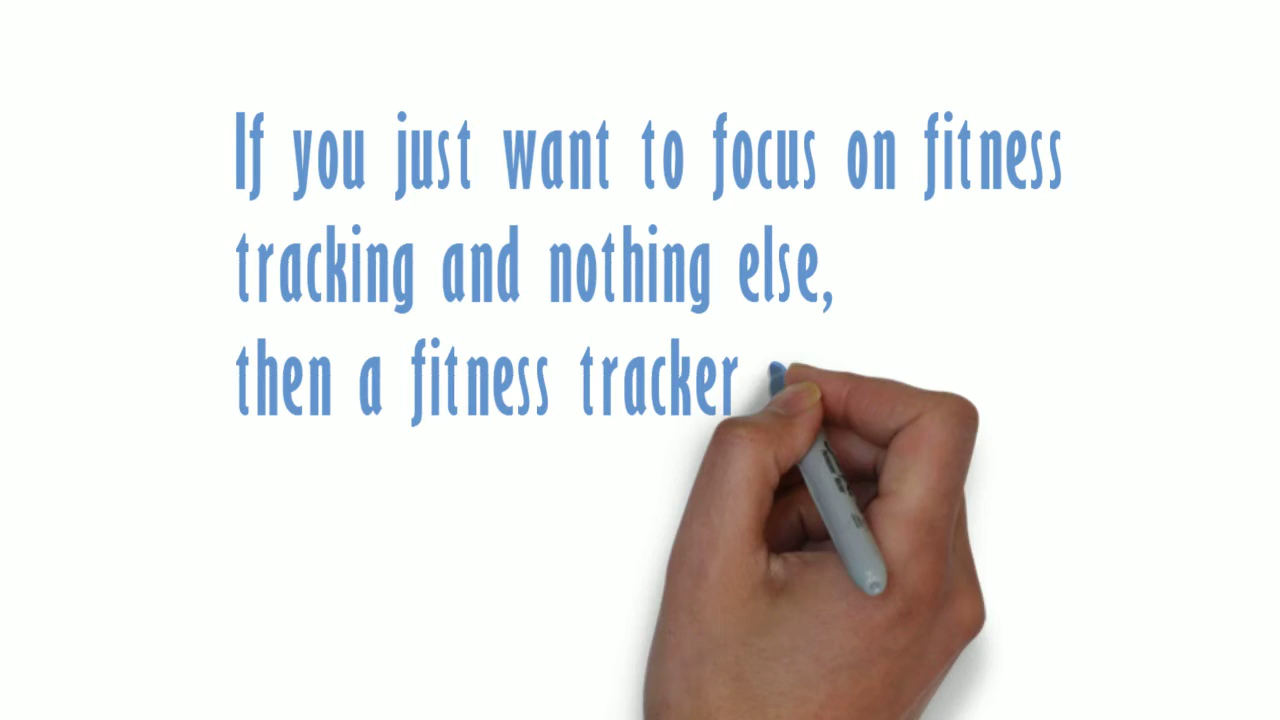 If you just want to focus on fitness
tracking and nothing else,
then a fitness tracker